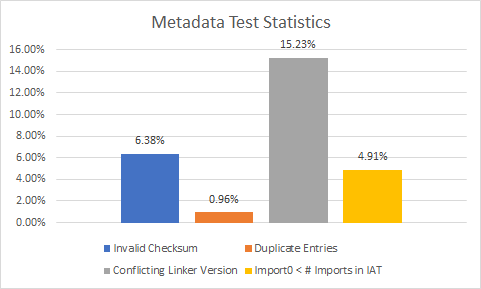 Metadata Test Statistics
16.00%
14.00%
12.00%
10.00%
8.00%
6.00%
4.00%
2.00%
0.00%
6.38%
0.96%
15.23%
4.91%
Invalid Checksum
Duplicate Entries
Conflicting Linker Version
Import0 < # Imports in IAT